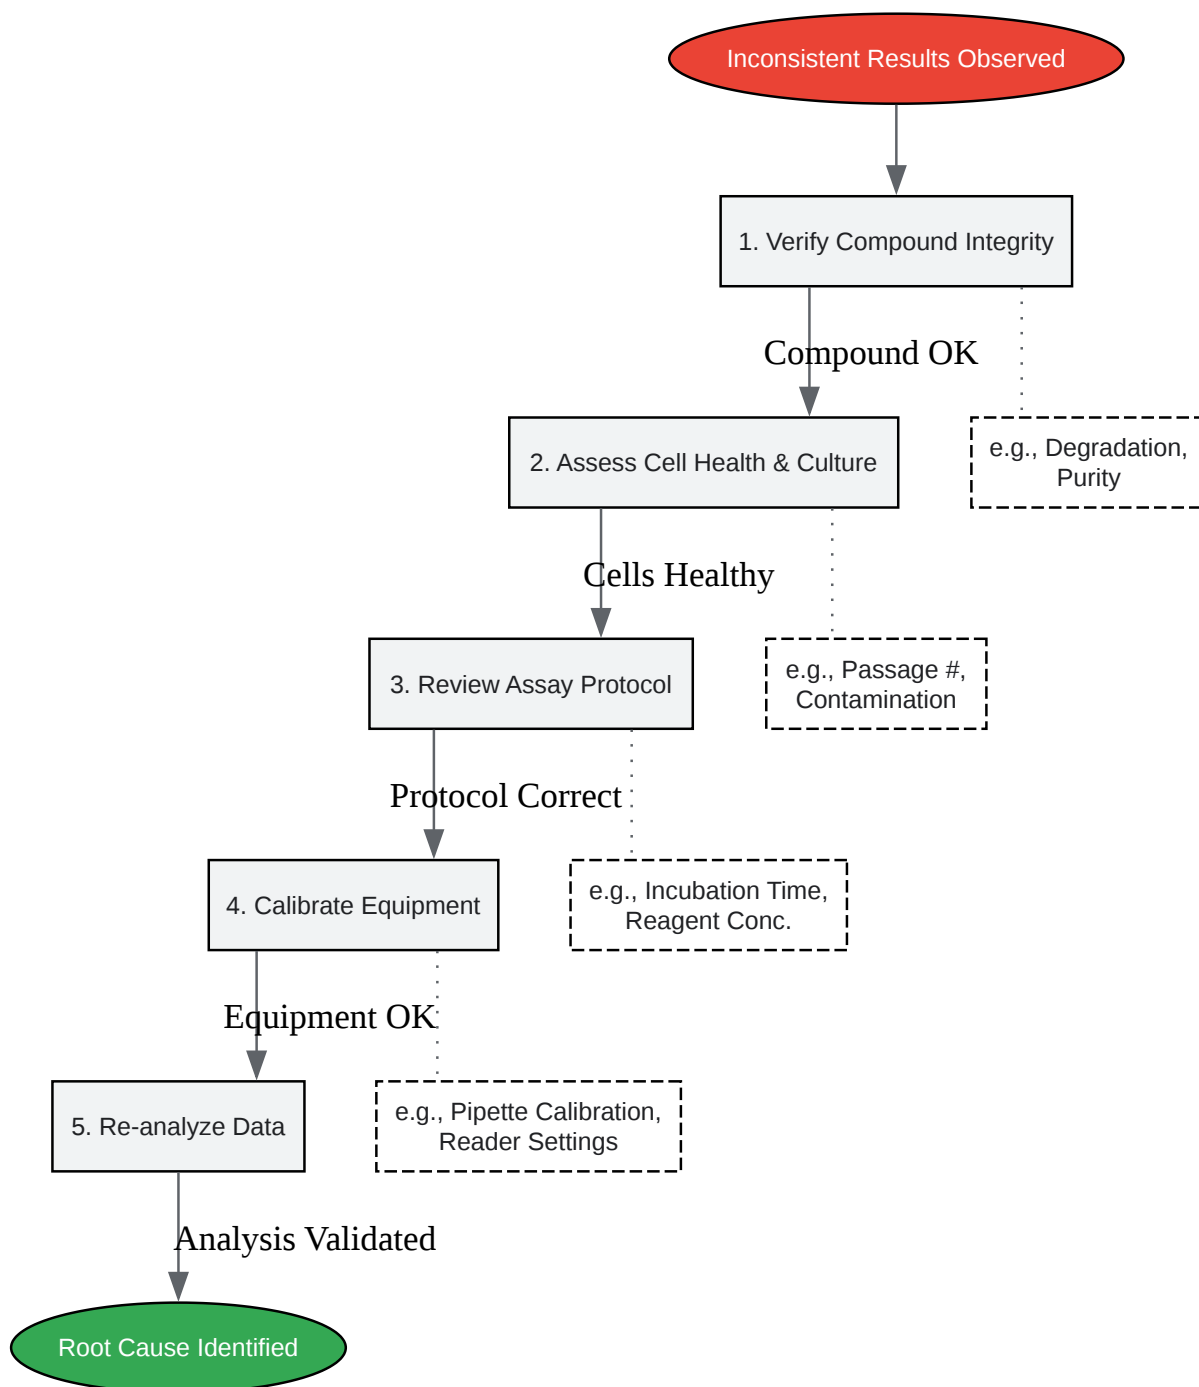 Inconsistent Results Observed
1. Verify Compound Integrity
Compound OK
2. Assess Cell Health & Culture
e.g., Degradation,
Purity
Cells Healthy
3. Review Assay Protocol
e.g., Passage #,
Contamination
Protocol Correct
4. Calibrate Equipment
e.g., Incubation Time,
Reagent Conc.
Equipment OK
5. Re-analyze Data
e.g., Pipette Calibration,
Reader Settings
Analysis Validated
Root Cause Identified